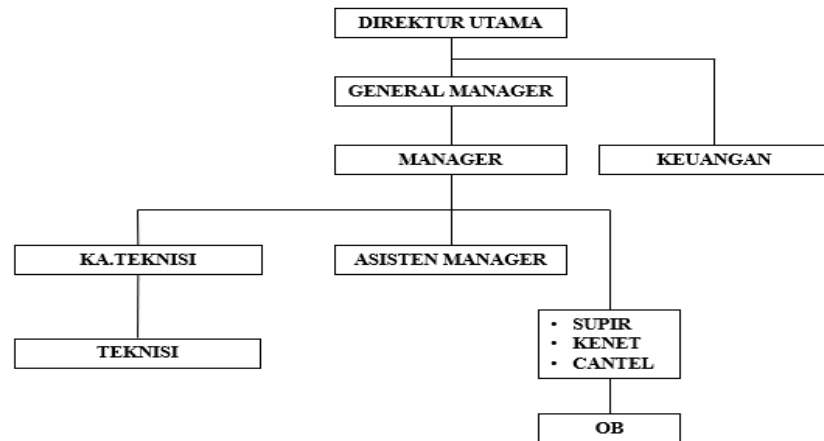 DIREKTUR UTAMA
GENERAL MANAGER
MANAGER
KEUANGAN
KA.TEKNISI
ASISTEN MANAGER
• SUPIR
• KENET
• CANTEL
TEKNISI
OB